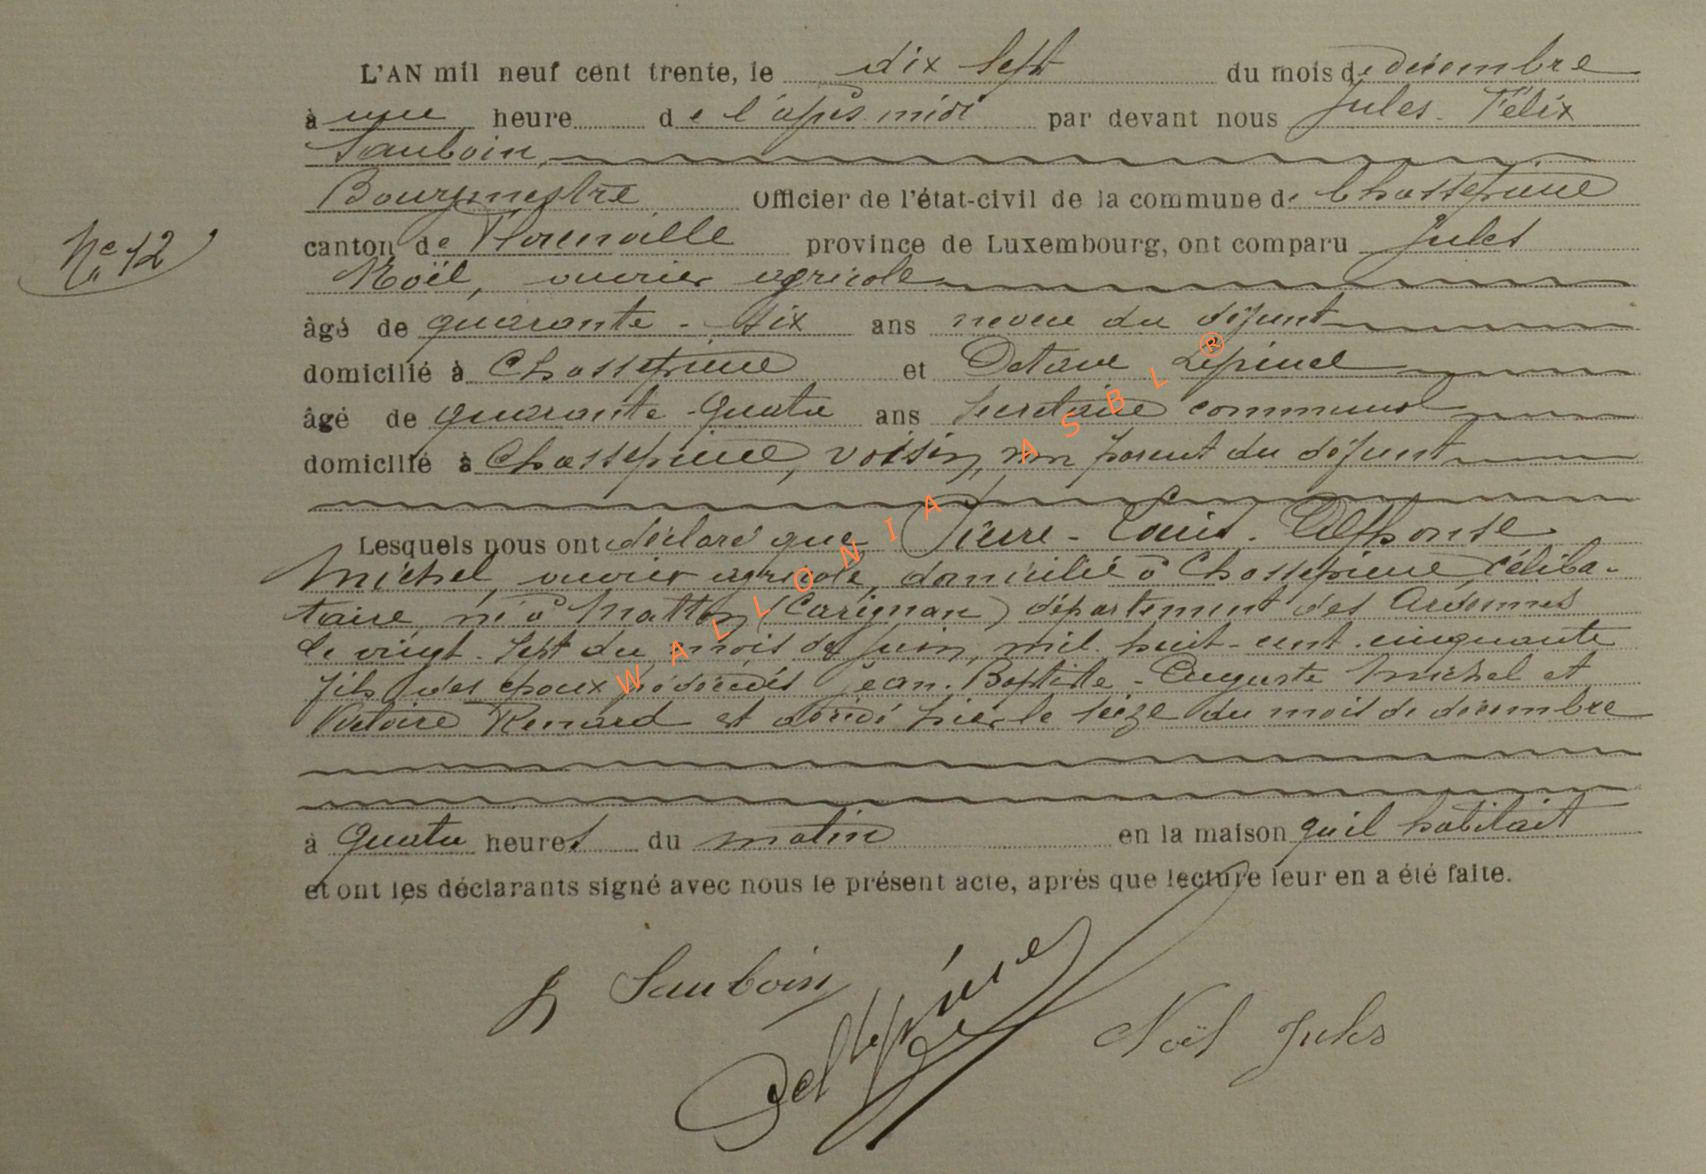 L'AN mil neuf cent trente, le dix sept du mois de décembre
à une heure de l'après midi par devant nous Jules-Félix
Sauboin,
Bourgmestre Officier de l'état-civil de la commune de Chassepierre
N° 12
canton de Florenville province de Luxembourg, ont comparu Jules
Noël, ouvrier agricole
âgé de quarante-six ans neveu du défunt
domicilié à Chassepierre et Octave Lépine
âgé de quarante-quatre ans secrétaire communal
domicilié à Chassepierre, voisin, non parent du défunt
Lesquels nous ont déclaré que Pierre-Louis-Alphonse
Michel, ouvrier agricole, domicilié à Chassepierre, céliba-
taire, né à Matton (Carignan) département des Ardennes
le vingt-sept du mois de juin, mil-huit-cent-cinquante
fils des époux prédécédés Jean-Baptiste-Auguste Michel et
Victoire Renard est décédé hier le seize du mois de décembre
à quatre heures du matin en la maison qu'il habitait
et ont les déclarants signé avec nous le présent acte, après que lecture leur en a été faite.
J Sauboin
Noël Jules
WALLONIA ASBL ®